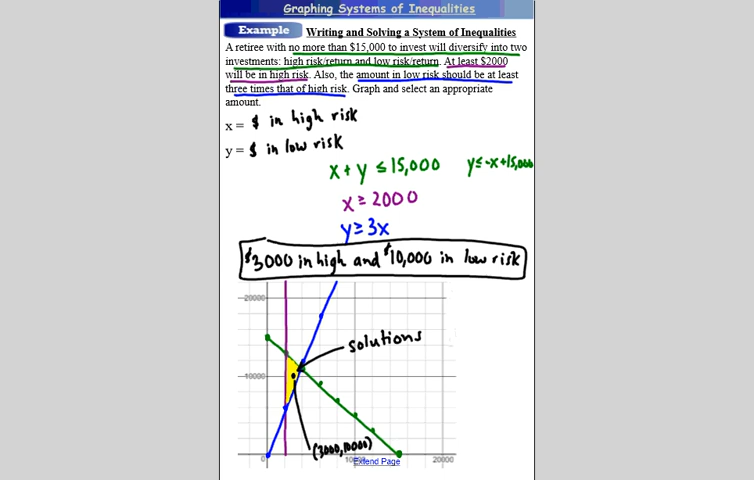 Graphing Systems of Inequalities
Example Writing and Solving a System of Inequalities
A retiree with no more than $15,000 to invest will diversify into two
investments: high risk/return and low risk/return. At least $2000
will be in high risk. Also, the amount in low risk should be at least
three times that of high risk. Graph and select an appropriate
amount.
x = $ in high risk
y = $ in low risk
x + y ≤ 15,000 y ≤ -x + 15,000
x ≥ 2000
y ≥ 3x
$3000 in high and $10,000 in low risk
20000
solutions
10000
(3000, 10000)
0 20000
Extend Page